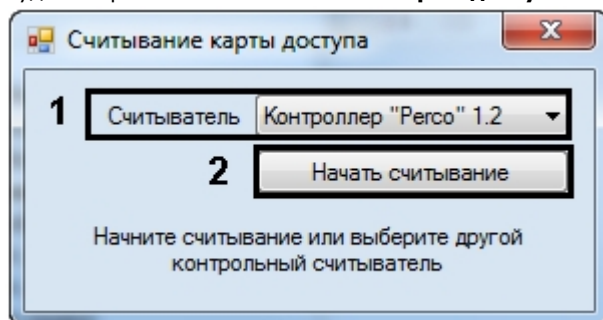 Считывание карты доступа
1 Считыватель Контроллер "Perco" 1.2
2 Начать считывание
Начните считывание или выберите другой
контрольный считыватель